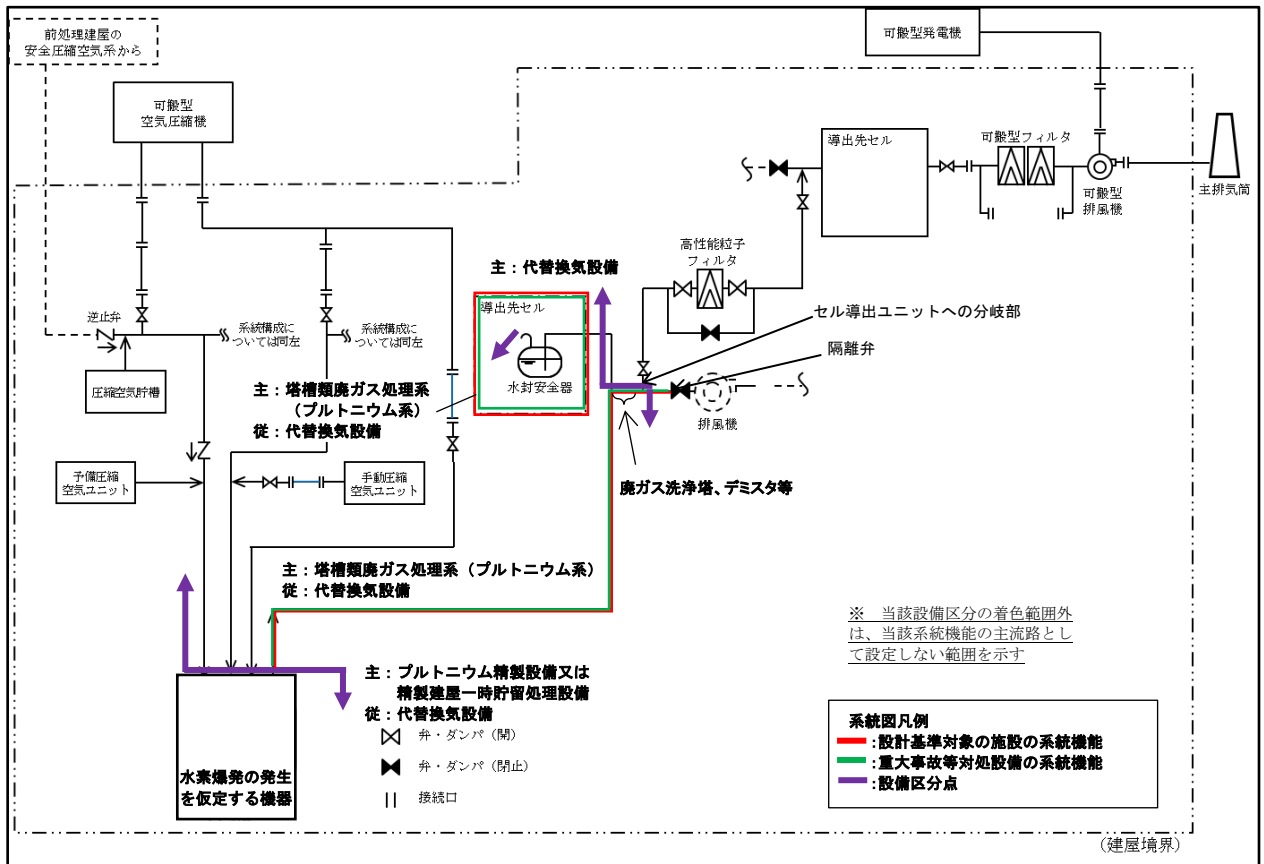 前処理建屋の
安全圧縮空気系から
可搬型
空気圧縮機
可搬型発電機
導出先セル
可搬型フィルタ
可搬型
排風機
主排気筒
高性能粒子
フィルタ
主：代替換気設備
セル導出ユニットへの分岐部
隔離弁
導出先セル
水封安全器
排風機
逆止弁
系統構成に
ついては同左
系統構成に
ついては同左
圧縮空気貯槽
主：塔槽類廃ガス処理系
（プルトニウム系）
従：代替換気設備
予備圧縮
空気ユニット
手動圧縮
空気ユニット
廃ガス洗浄塔、デミスタ等
主：塔槽類廃ガス処理系（プルトニウム系）
従：代替換気設備
※　当該設備区分の着色範囲外
は、当該系統機能の主流路とし
て設定しない範囲を示す
主：プルトニウム精製設備又は
精製建屋一時貯留処理設備
従：代替換気設備
弁・ダンパ（開）
弁・ダンパ（閉止）
接続口
水素爆発の発生
を仮定する機器
系統図凡例
：設計基準対象の施設の系統機能
：重大事故等対処設備の系統機能
：設備区分点
（建屋境界）